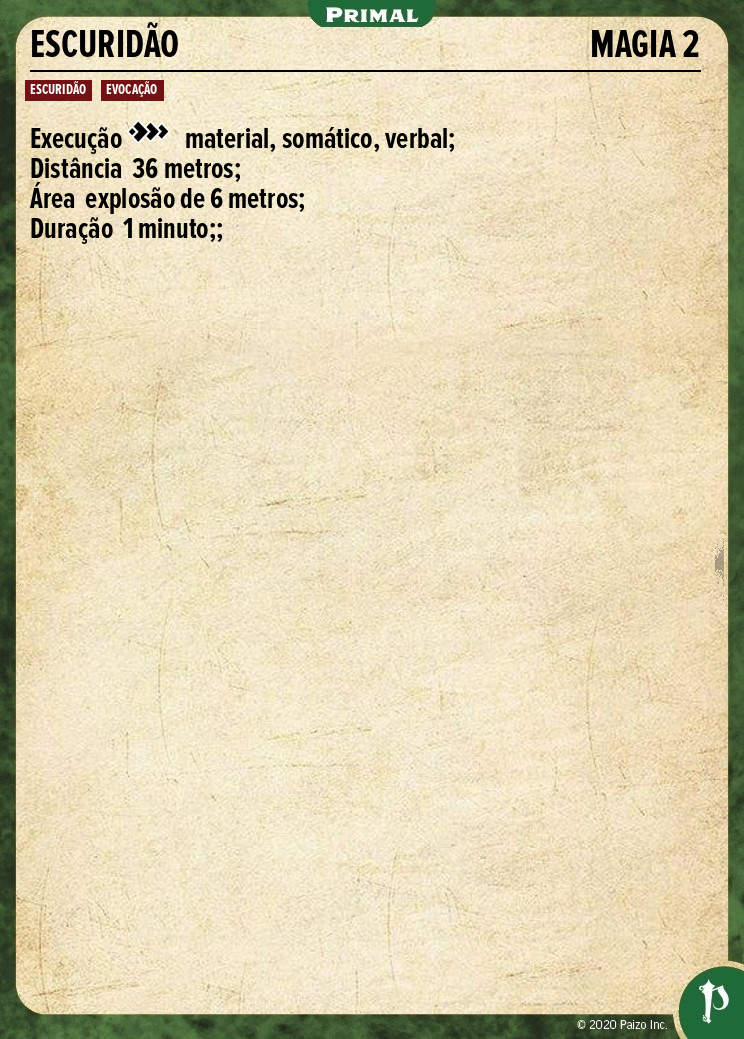 PRIMAL
ESCURIDÃO MAGIA 2
ESCURIDÃO EVOCAÇÃO
Execução material, somático, verbal;
Distância 36 metros;
Área explosão de 6 metros;
Duração 1 minuto;;
© 2020 Paizo Inc.